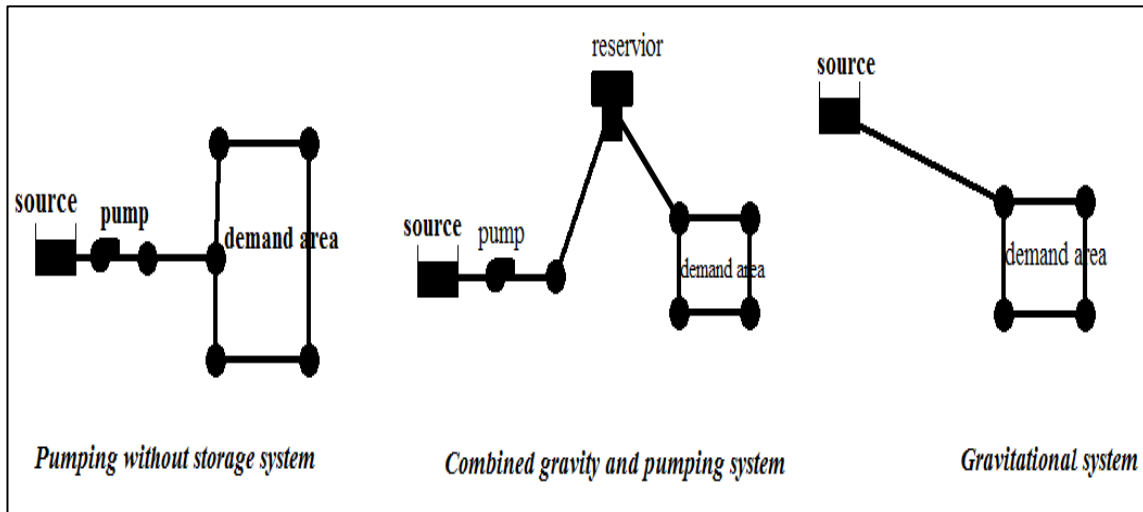 source
pump
demand area
Pumping without storage system
reservior
source
pump
demand area
Combined gravity and pumping system
source
demand area
Gravitational system